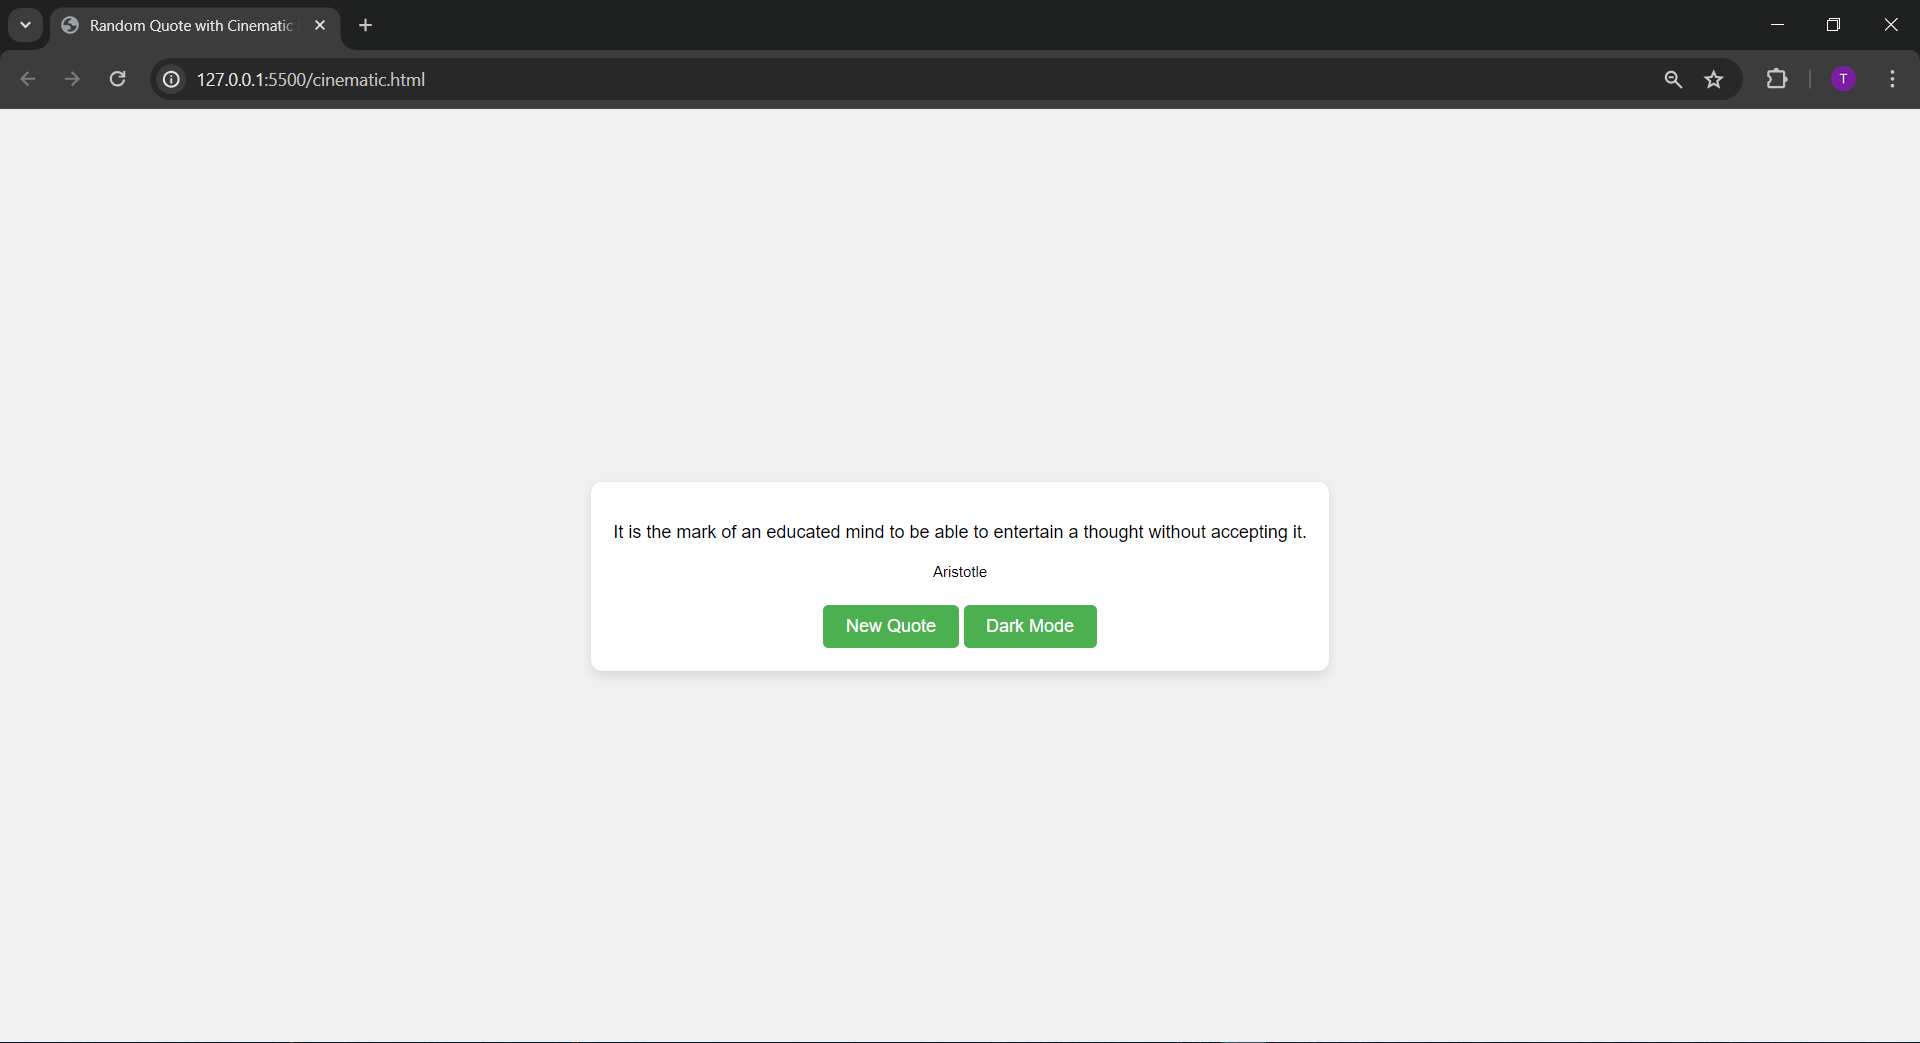 Random Quote with Cinematic
127.0.0.1:5500/cinematic.html
T
It is the mark of an educated mind to be able to entertain a thought without accepting it.
Aristotle
New Quote Dark Mode